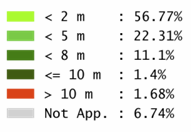 < 2 m : 56.77%
< 5 m : 22.31%
< 8 m : 11.1%
<= 10 m : 1.4%
> 10 m : 1.68%
Not App. : 6.74%